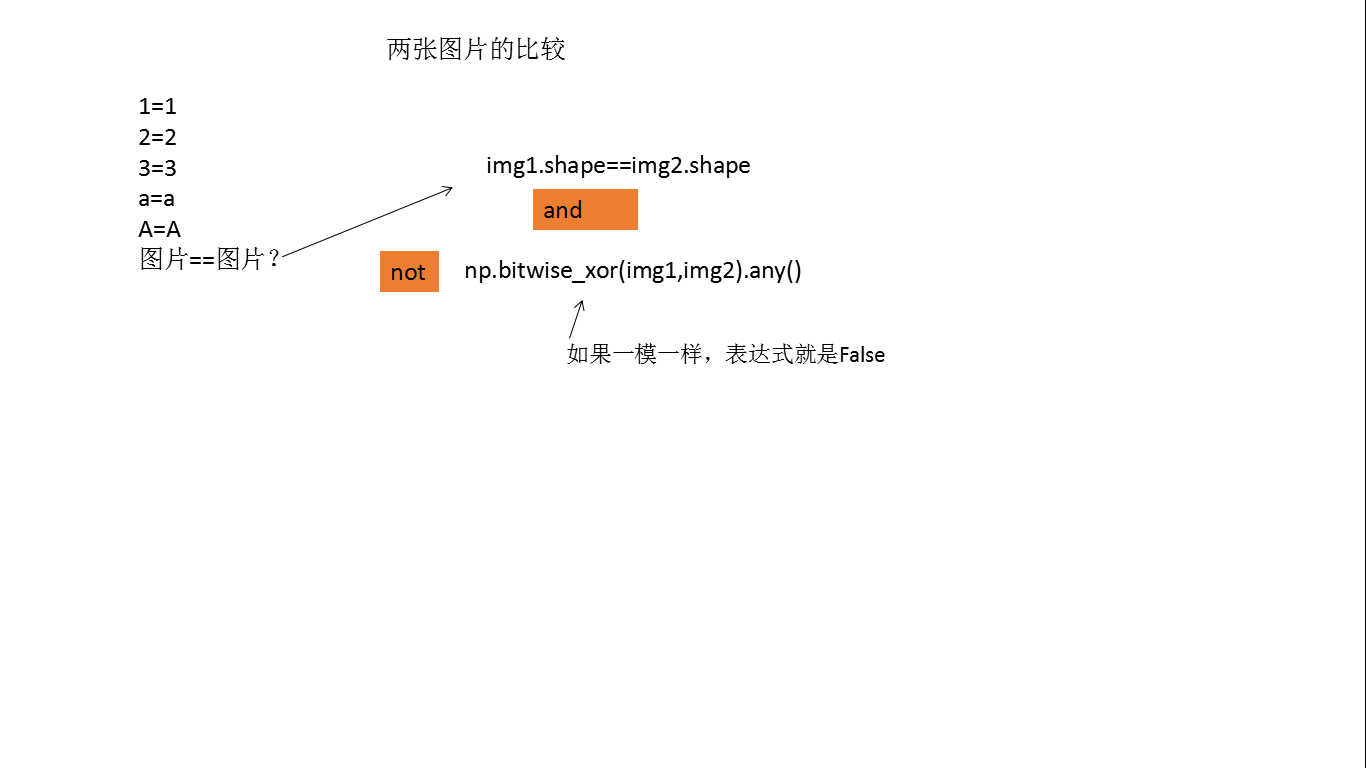 两张图片的比较
1=1
2=2
3=3
a=a
A=A
图片==图片？
img1.shape==img2.shape
and
not np.bitwise_xor(img1,img2).any()
如果一模一样，表达式就是False